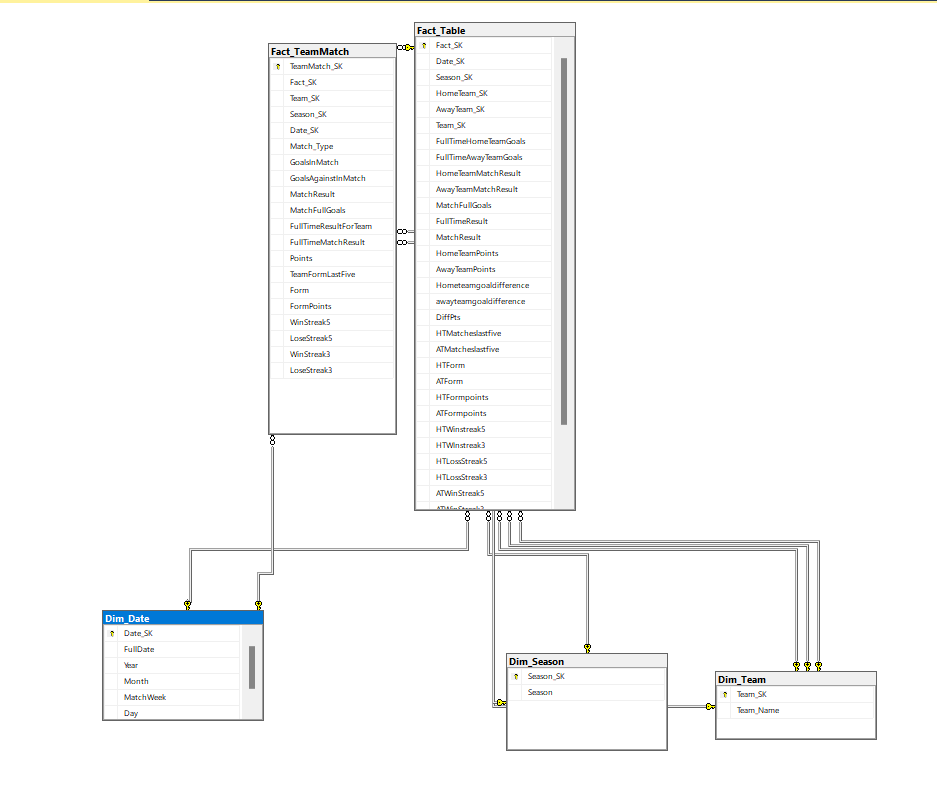 Fact_TeamMatch
TeamMatch_SK
Fact_SK
Team_SK
Season_SK
Date_SK
Match_Type
GoalsInMatch
GoalsAgainstInMatch
MatchResult
MatchFullGoals
FullTimeResultForTeam
FullTimeMatchResult
Points
TeamFormLastFive
Form
FormPoints
WinStreak5
LoseStreak5
WinStreak3
LoseStreak3
Fact_Table
Fact_SK
Date_SK
Season_SK
HomeTeam_SK
AwayTeam_SK
Team_SK
FullTimeHomeTeamGoals
FullTimeAwayTeamGoals
HomeTeamMatchResult
AwayTeamMatchResult
MatchFullGoals
FullTimeResult
MatchResult
HomeTeamPoints
AwayTeamPoints
Hometeamgoaldifference
awayteamgoaldifference
DiffPts
HTMatcheslastfive
ATMatcheslastfive
HTForm
ATForm
HTFormpoints
ATFormpoints
HTWinstreak5
HTWInstreak3
HTLossStreak5
HTLossStreak3
ATWinStreak5
Dim_Date
Date_SK
FullDate
Year
Month
MatchWeek
Day
Dim_Season
Season_SK
Season
Dim_Team
Team_SK
Team_Name